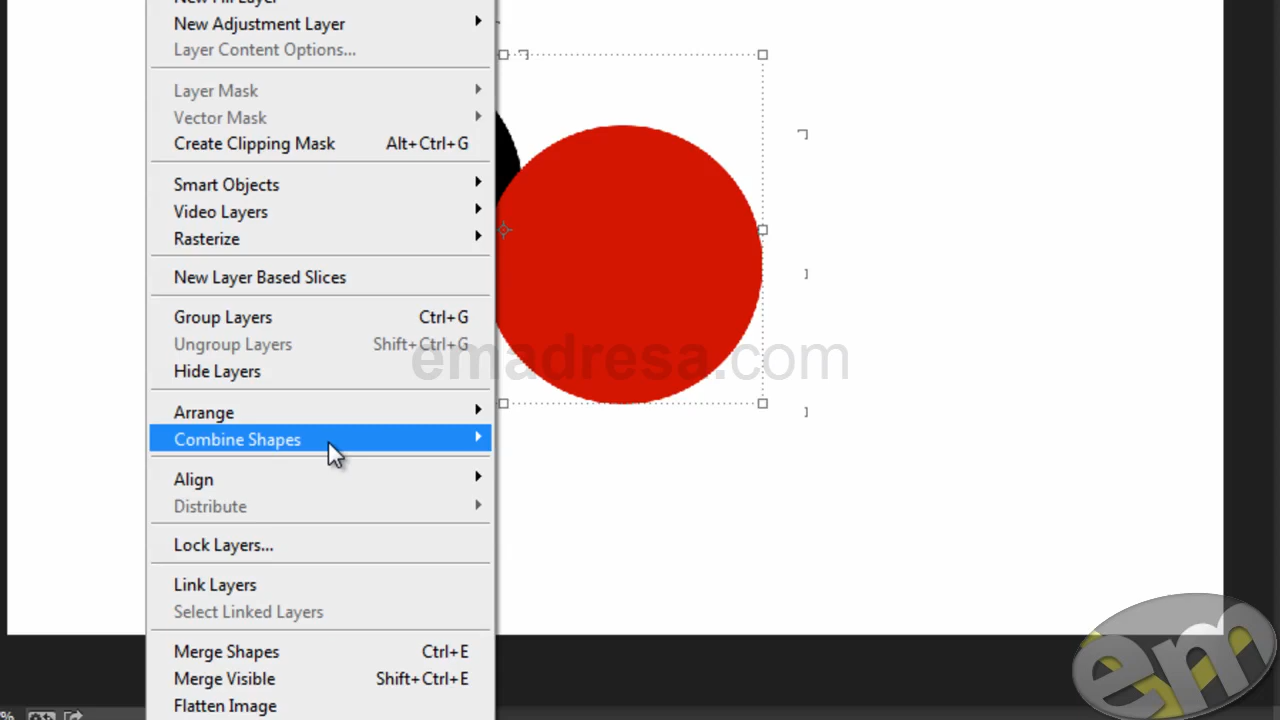 New Fill Layer
New Adjustment Layer
Layer Content Options...
Layer Mask
Vector Mask
Create Clipping Mask Alt+Ctrl+G
Smart Objects
Video Layers
Rasterize
New Layer Based Slices
Group Layers Ctrl+G
Ungroup Layers Shift+Ctrl+G
Hide Layers
emadresa.com
Arrange
Combine Shapes
Align
Distribute
Lock Layers...
Link Layers
Select Linked Layers
Merge Shapes Ctrl+E
Merge Visible Shift+Ctrl+E
Flatten Image
em
%